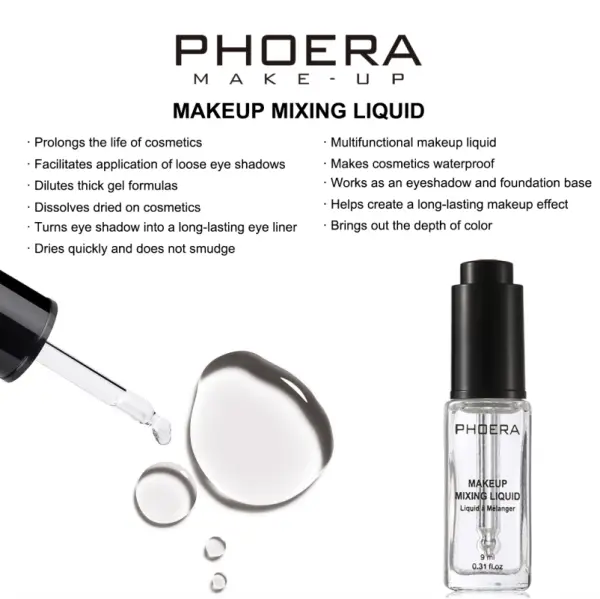 PHOERA
MAKE-UP
MAKEUP MIXING LIQUID
· Prolongs the life of cosmetics
· Facilitates application of loose eye shadows
· Dilutes thick gel formulas
· Dissolves dried on cosmetics
· Turns eye shadow into a long-lasting eye liner
· Dries quickly and does not smudge
· Multifunctional makeup liquid
· Makes cosmetics waterproof
· Works as an eyeshadow and foundation base
· Helps create a long-lasting makeup effect
· Brings out the depth of color
PHOERA
MAKEUP
MIXING LIQUID
Liquid à Mélanger
9 ml
0.31 fl.oz